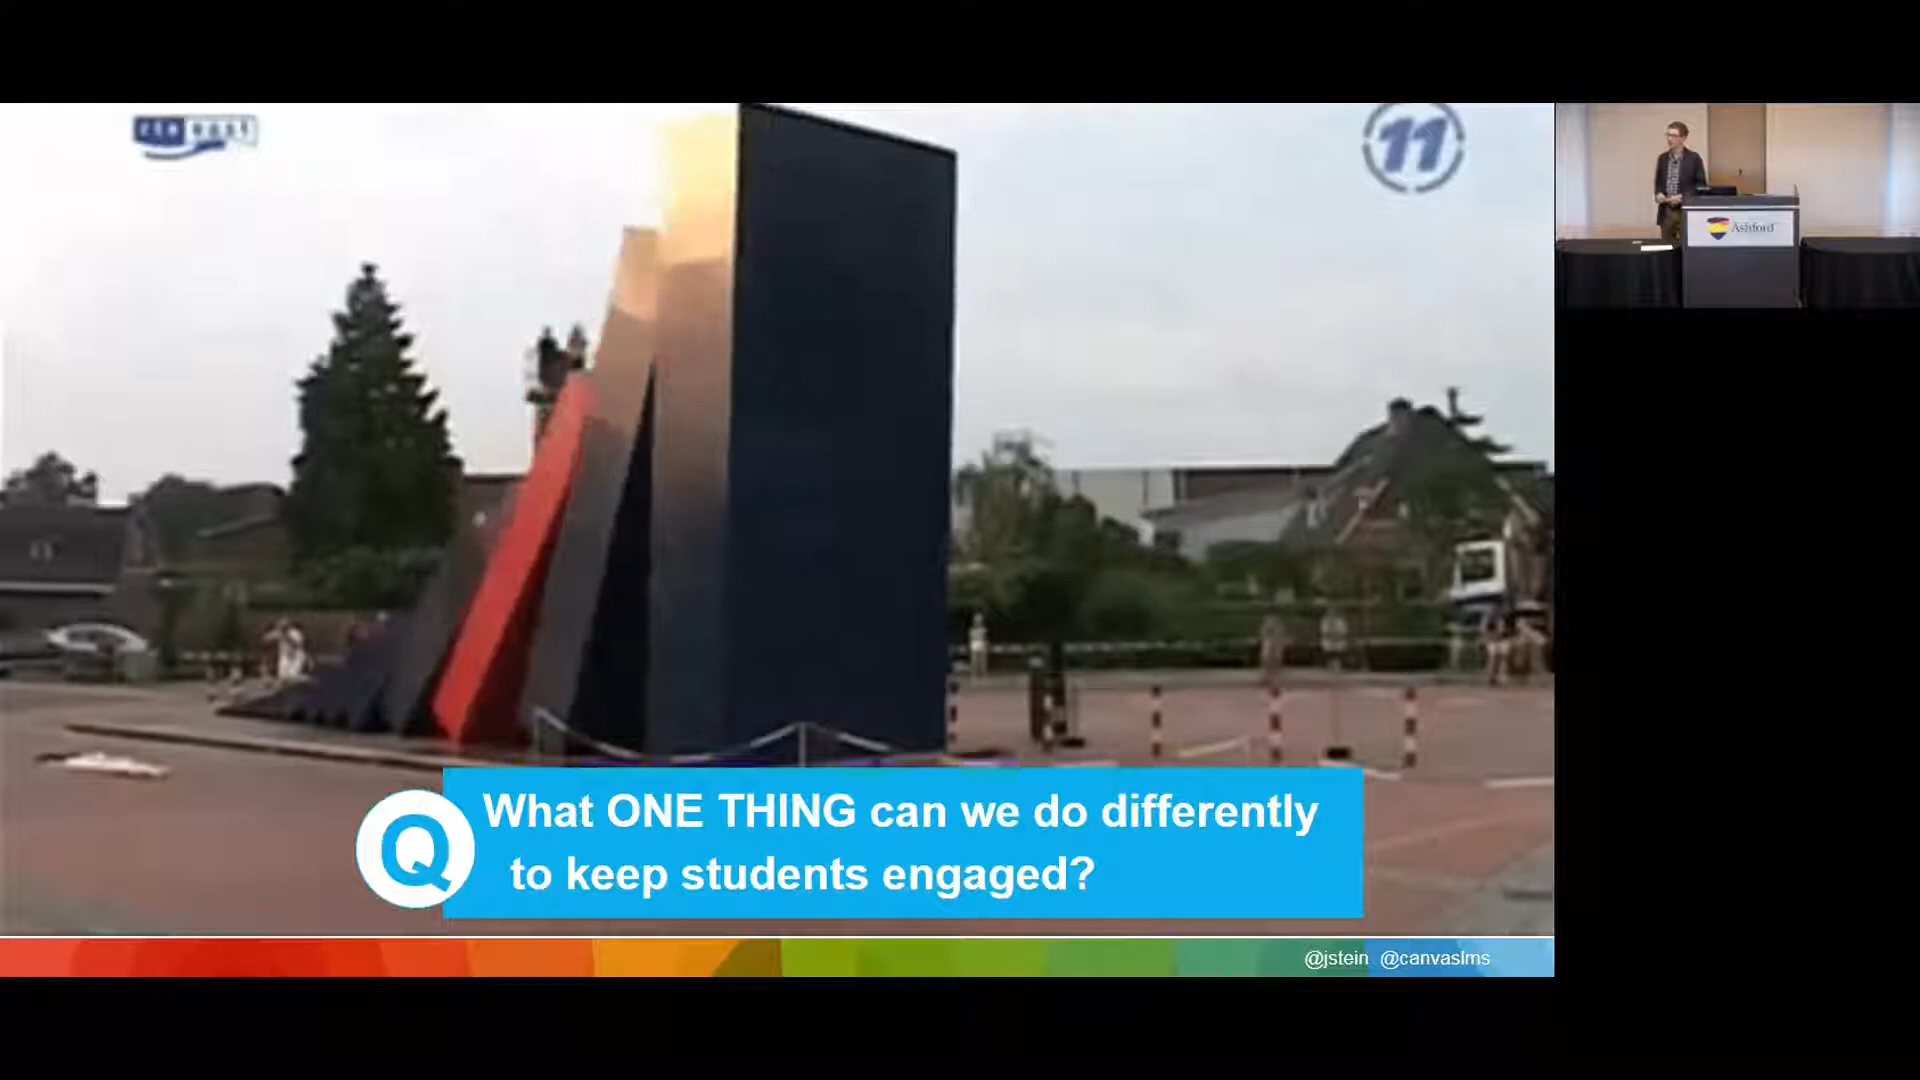 11
Ashford
Q
What ONE THING can we do differently
to keep students engaged?
@jstein @canvaslms